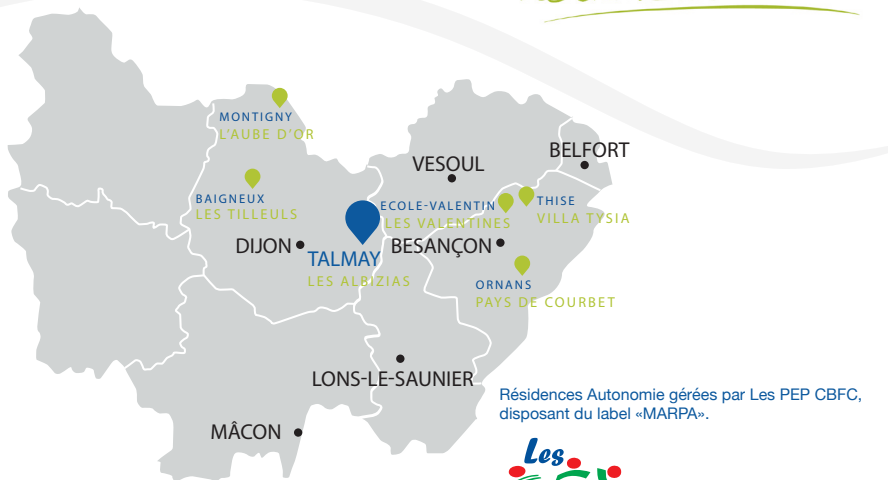 MONTIGNY
L'AUBE D'OR
BELFORT
VESOUL
BAIGNEUX
LES TILLEULS
ECOLE-VALENTIN
LES VALENTINES
THISE
VILLA TYSIA
DIJON
TALMAY
LES ALBIZIAS
BESANÇON
ORNANS
PAYS DE COURBET
LONS-LE-SAUNIER
MÂCON
Résidences Autonomie gérées par Les PEP CBFC,
disposant du label «MARPA».
Les